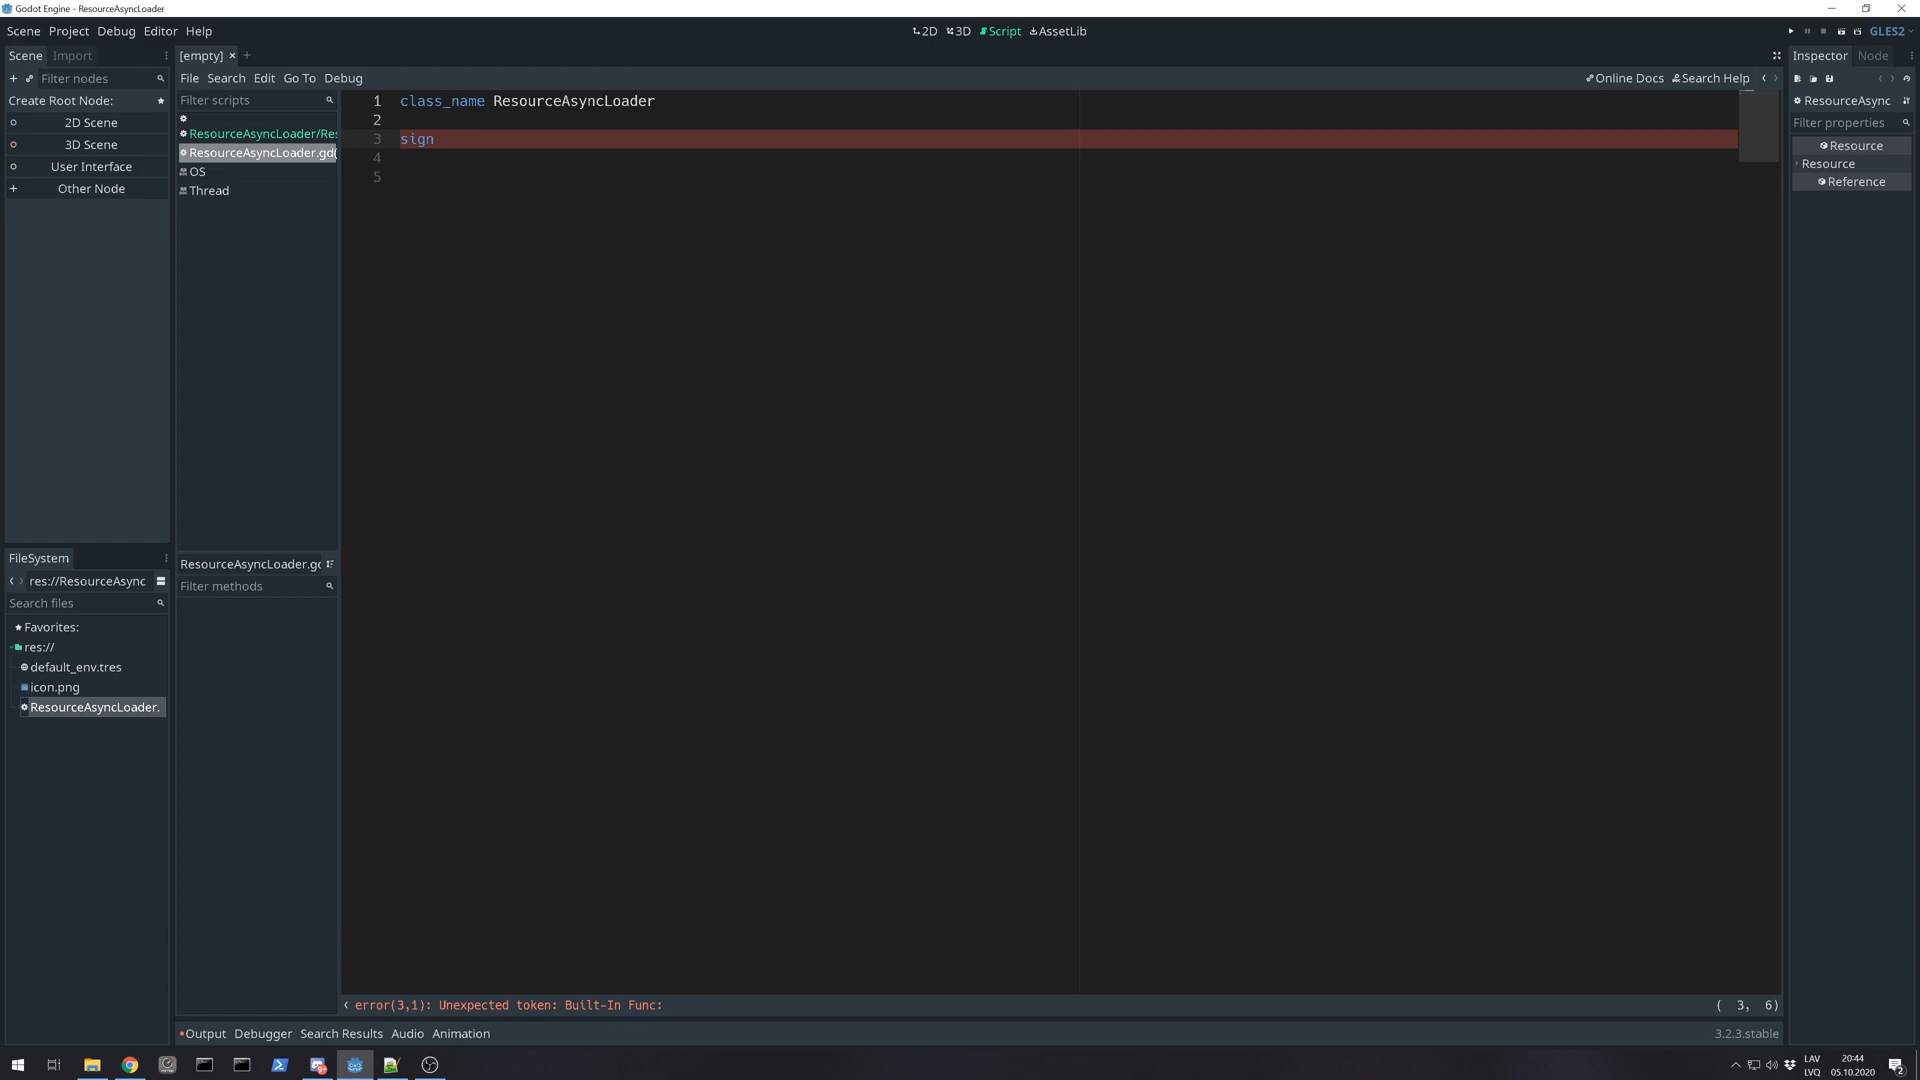 Godot Engine - ResourceAsyncLoader
Scene Project Debug Editor Help
2D 3D Script AssetLib
GLES2
Scene Import
[empty]
Inspector Node
Filter nodes
File Search Edit Go To Debug
Online Docs Search Help
Create Root Node:
Filter scripts
1 class_name ResourceAsyncLoader
ResourceAsync
2D Scene
2
Filter properties
3D Scene
ResourceAsyncLoader/Res
3 sign
Resource
User Interface
ResourceAsyncLoader.gd(
4
Resource
Other Node
OS
5
Reference
Thread
FileSystem
ResourceAsyncLoader.gc
res://ResourceAsync
Filter methods
Search files
Favorites:
res://
default_env.tres
icon.png
ResourceAsyncLoader.
error(3,1): Unexpected token: Built-In Func:
( 3, 6)
Output Debugger Search Results Audio Animation
3.2.3.stable
LAV
LVQ
20:44
05.10.2020
2